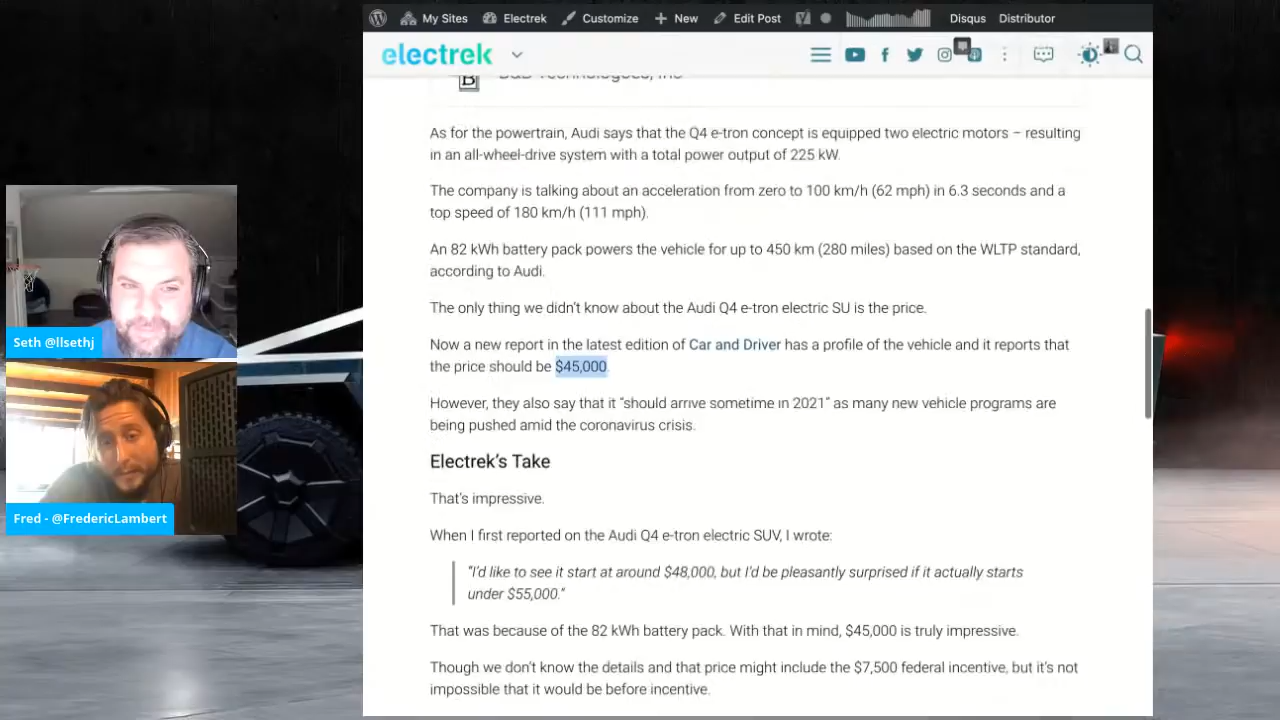 My Sites
Electrek
Customize
New
Edit Post
Disqus
Distributor
electrek
B
As for the powertrain, Audi says that the Q4 e-tron concept is equipped two electric motors – resulting
in an all-wheel-drive system with a total power output of 225 kW.
The company is talking about an acceleration from zero to 100 km/h (62 mph) in 6.3 seconds and a
top speed of 180 km/h (111 mph).
An 82 kWh battery pack powers the vehicle for up to 450 km (280 miles) based on the WLTP standard,
according to Audi.
The only thing we didn’t know about the Audi Q4 e-tron electric SU is the price.
Now a new report in the latest edition of Car and Driver has a profile of the vehicle and it reports that
the price should be $45,000.
However, they also say that it “should arrive sometime in 2021” as many new vehicle programs are
being pushed amid the coronavirus crisis.
Electrek’s Take
That’s impressive.
When I first reported on the Audi Q4 e-tron electric SUV, I wrote:
“I’d like to see it start at around $48,000, but I’d be pleasantly surprised if it actually starts
under $55,000.”
That was because of the 82 kWh battery pack. With that in mind, $45,000 is truly impressive.
Though we don’t know the details and that price might include the $7,500 federal incentive, but it’s not
impossible that it would be before incentive.
Seth @llsethj
Fred - @FredericLambert